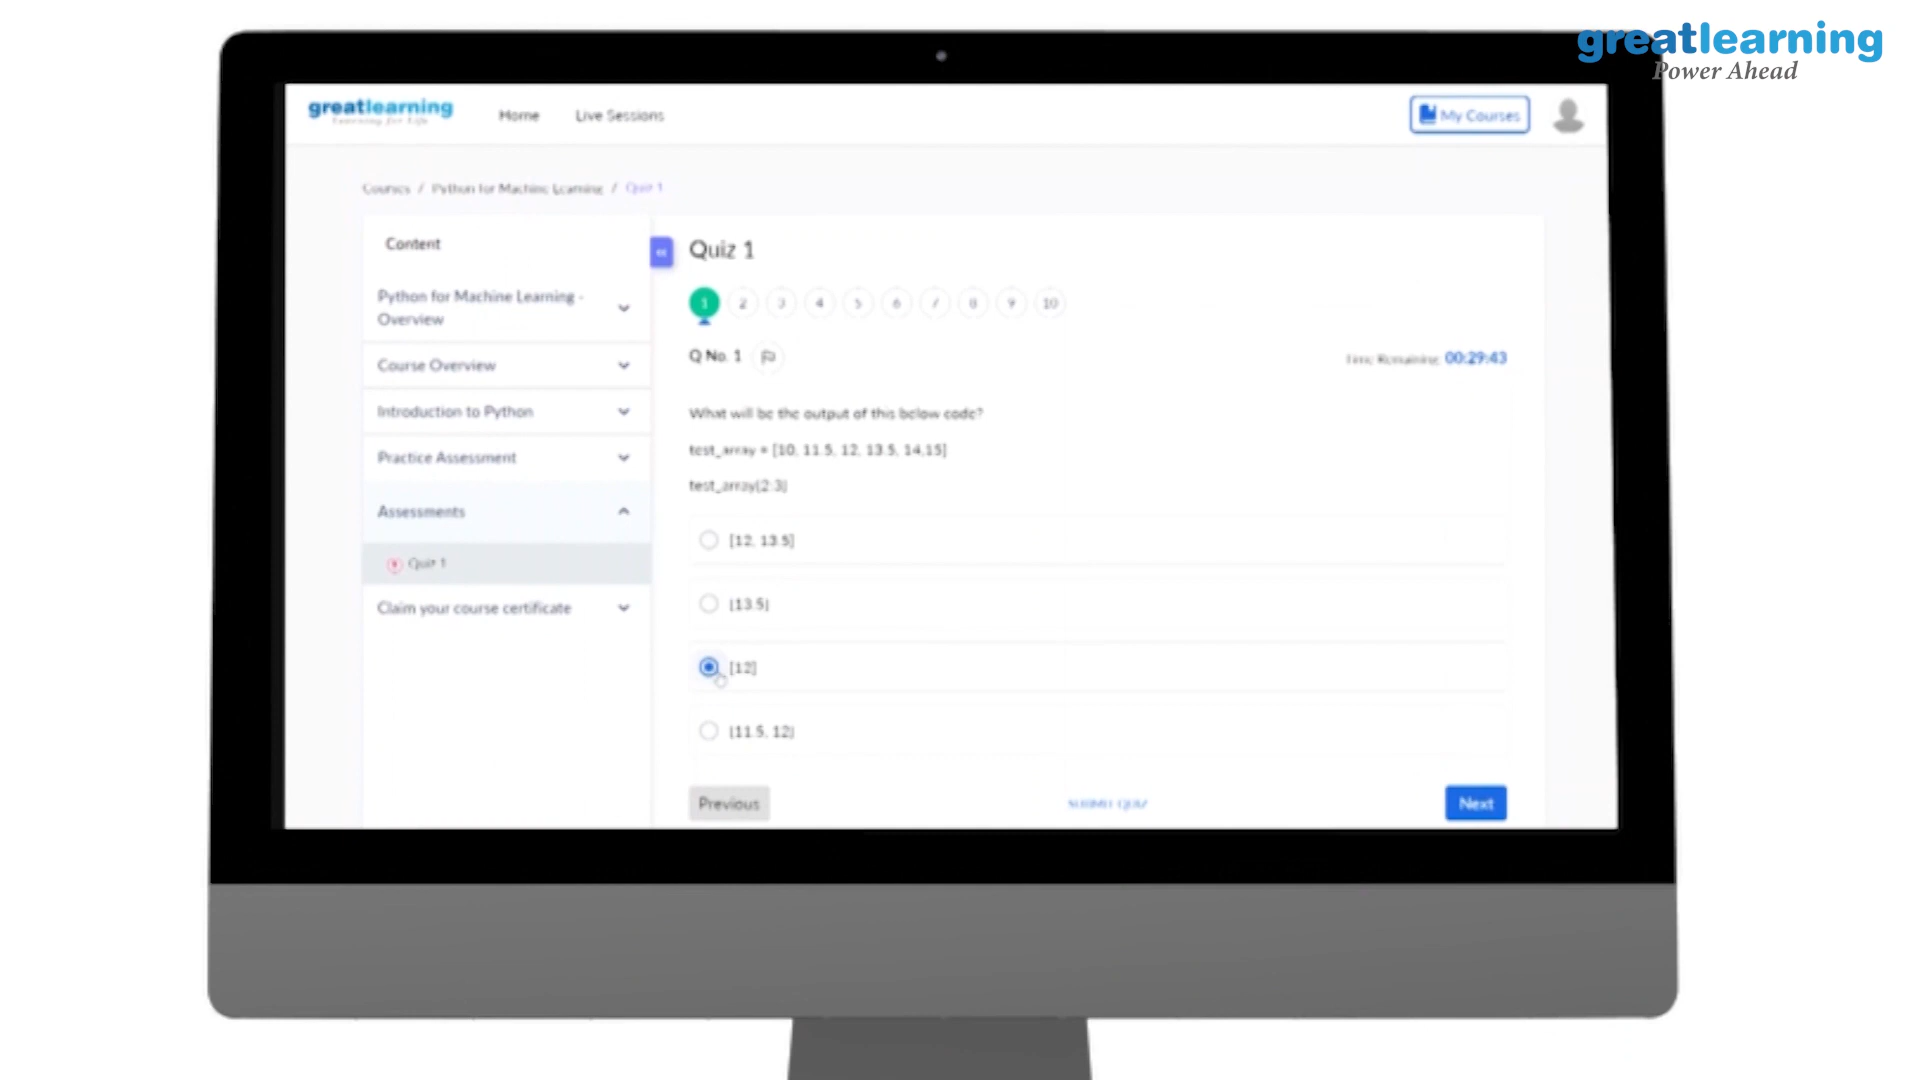 greatlearning
Power Ahead
greatlearning
Learning for Life
Home
Live Sessions
My Courses
Courses / Python for Machine Learning / Quiz 1
Content
Python for Machine Learning -
Overview
Course Overview
Introduction to Python
Practice Assessment
Assessments
Quiz 1
Claim your course certificate
Quiz 1
1 2 3 4 5 6 7 8 9 10
Q No. 1
Time Remaining: 00:29:43
What will be the output of this below code?
test_array = [10, 11.5, 12, 13.5, 14,15]
test_array[2:3]
[12, 13.5]
[13.5]
[12]
[11.5, 12]
Previous
SUBMIT QUIZ
Next